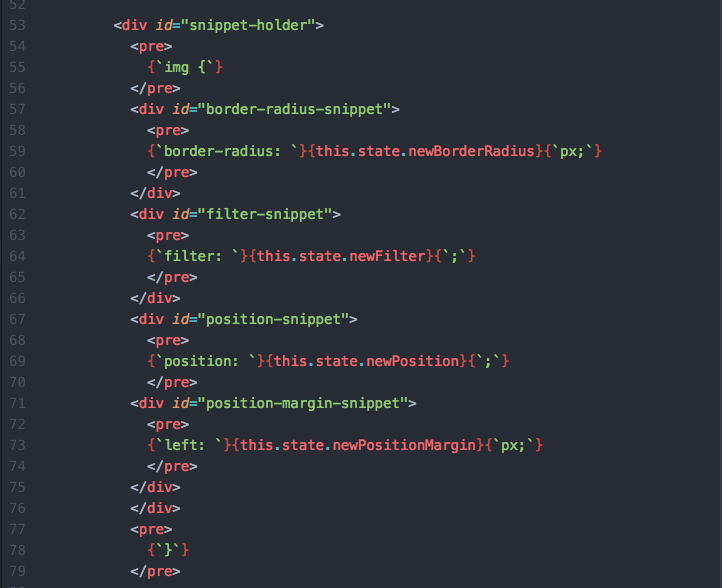 52
53 <div id="snippet-holder">
54 <pre>
55 {`img {`}
56 </pre>
57 <div id="border-radius-snippet">
58 <pre>
59 {`border-radius: `}{this.state.newBorderRadius}{`px;`}
60 </pre>
61 </div>
62 <div id="filter-snippet">
63 <pre>
64 {`filter: `}{this.state.newFilter}{`;`}
65 </pre>
66 </div>
67 <div id="position-snippet">
68 <pre>
69 {`position: `}{this.state.newPosition}{`;`}
70 </pre>
71 <div id="position-margin-snippet">
72 <pre>
73 {`left: `}{this.state.newPositionMargin}{`px;`}
74 </pre>
75 </div>
76 </div>
77 <pre>
78 {`}`}
79 </pre>